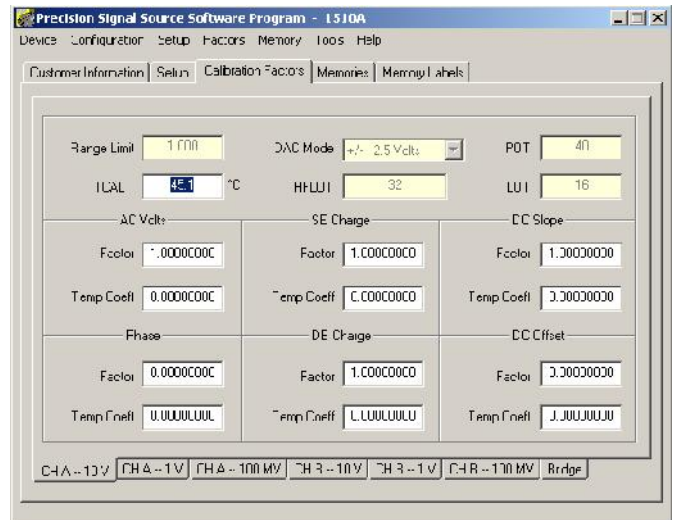 Precision Signal Source Software Program - 1510A
Device Configuration Setup Factors Memory Tools Help
Customer Information Setup Calibration Factors Memories Memory Labels
Range Limit 1.000 DAC Mode +/- 2.5 Volts POT 40
TCAL 45.1 °C HFLUT 32 LUT 16
AC Volts SE Charge DC Slope
Factor 1.00000000 Factor 1.00000000 Factor 1.00000000
Temp Coeff 0.00000000 Temp Coeff 0.00000000 Temp Coeff 0.00000000
Phase DE Charge DC Offset
Factor 0.00000000 Factor 1.00000000 Factor 0.00000000
Temp Coeff 0.00000000 Temp Coeff 0.00000000 Temp Coeff 0.00000000
CH A -- 10 V CH A -- 1 V CH A -- 100 MV CH B -- 10 V CH B -- 1 V CH B -- 100 MV Bridge